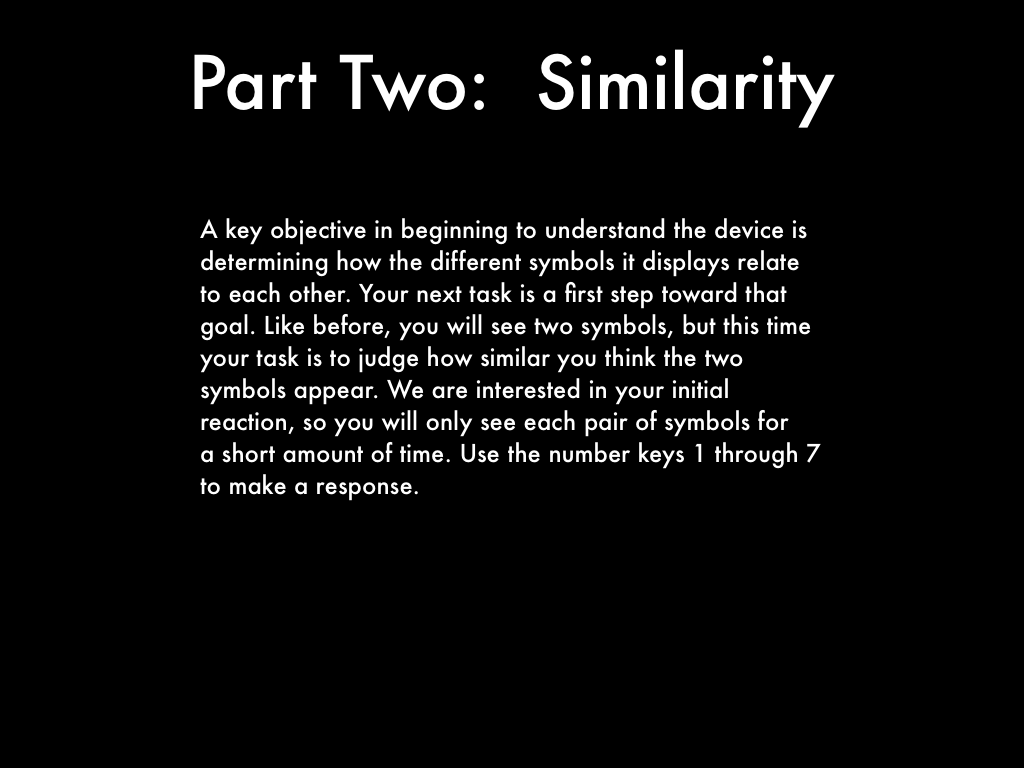 Part Two:  Similarity
A key objective in beginning to understand the device is
determining how the different symbols it displays relate
to each other. Your next task is a first step toward that
goal. Like before, you will see two symbols, but this time
your task is to judge how similar you think the two
symbols appear. We are interested in your initial
reaction, so you will only see each pair of symbols for
a short amount of time. Use the number keys 1 through 7
to make a response.